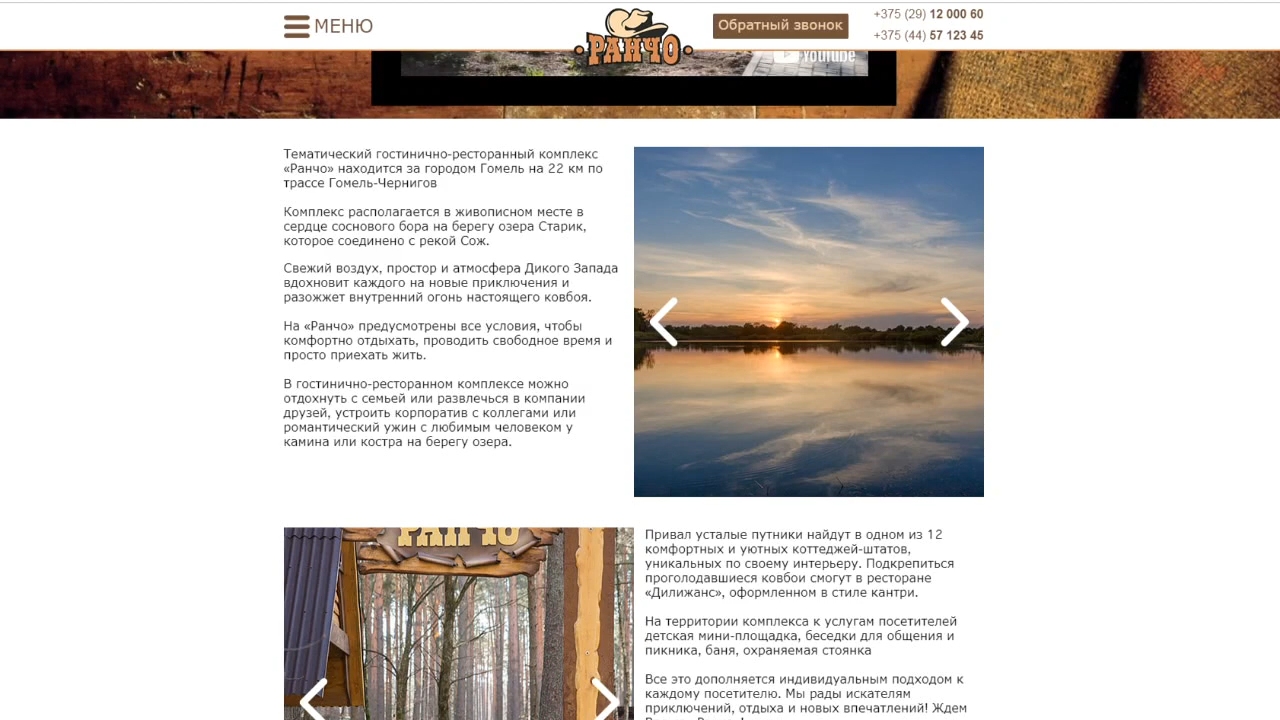 МЕНЮ
РАНЧО
Обратный звонок
+375 (29) 12 000 60
+375 (44) 57 123 45
YouTube
Тематический гостинично-ресторанный комплекс
«Ранчо» находится за городом Гомель на 22 км по
трассе Гомель-Чернигов
Комплекс располагается в живописном месте в
сердце соснового бора на берегу озера Старик,
которое соединено с рекой Сож.
Свежий воздух, простор и атмосфера Дикого Запада
вдохновит каждого на новые приключения и
разожжет внутренний огонь настоящего ковбоя.
На «Ранчо» предусмотрены все условия, чтобы
комфортно отдыхать, проводить свободное время и
просто приехать жить.
В гостинично-ресторанном комплексе можно
отдохнуть с семьей или развлечься в компании
друзей, устроить корпоратив с коллегами или
романтический ужин с любимым человеком у
камина или костра на берегу озера.
РАНЧО
Привал усталые путники найдут в одном из 12
комфортных и уютных коттеджей-штатов,
уникальных по своему интерьеру. Подкрепиться
проголодавшиеся ковбои смогут в ресторане
«Дилижанс», оформленном в стиле кантри.
На территории комплекса к услугам посетителей
детская мини-площадка, беседки для общения и
пикника, баня, охраняемая стоянка
Все это дополняется индивидуальным подходом к
каждому посетителю. Мы рады искателям
приключений, отдыха и новых впечатлений! Ждем